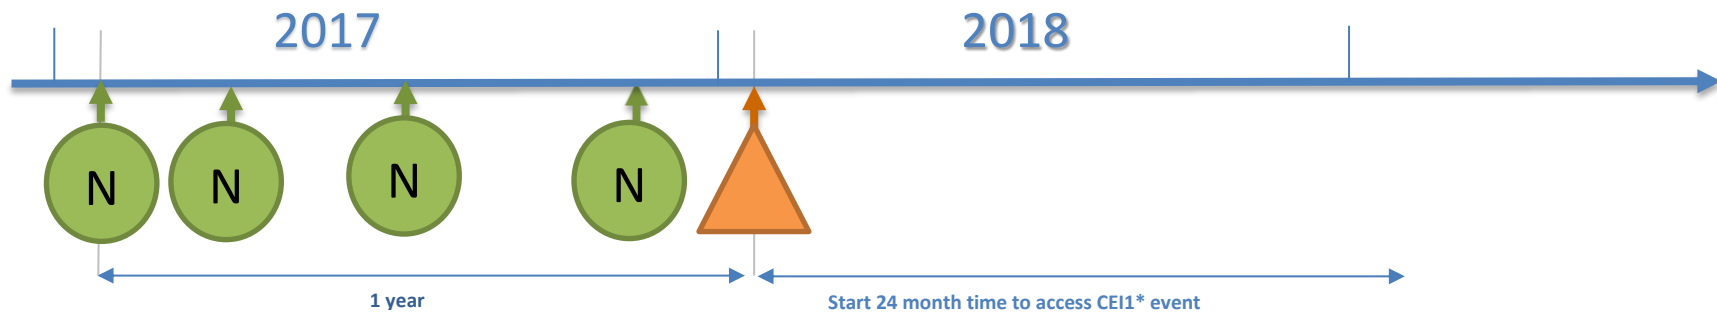 2017
2018
N
N
N
N
1 year
Start 24 month time to access CEI1* event